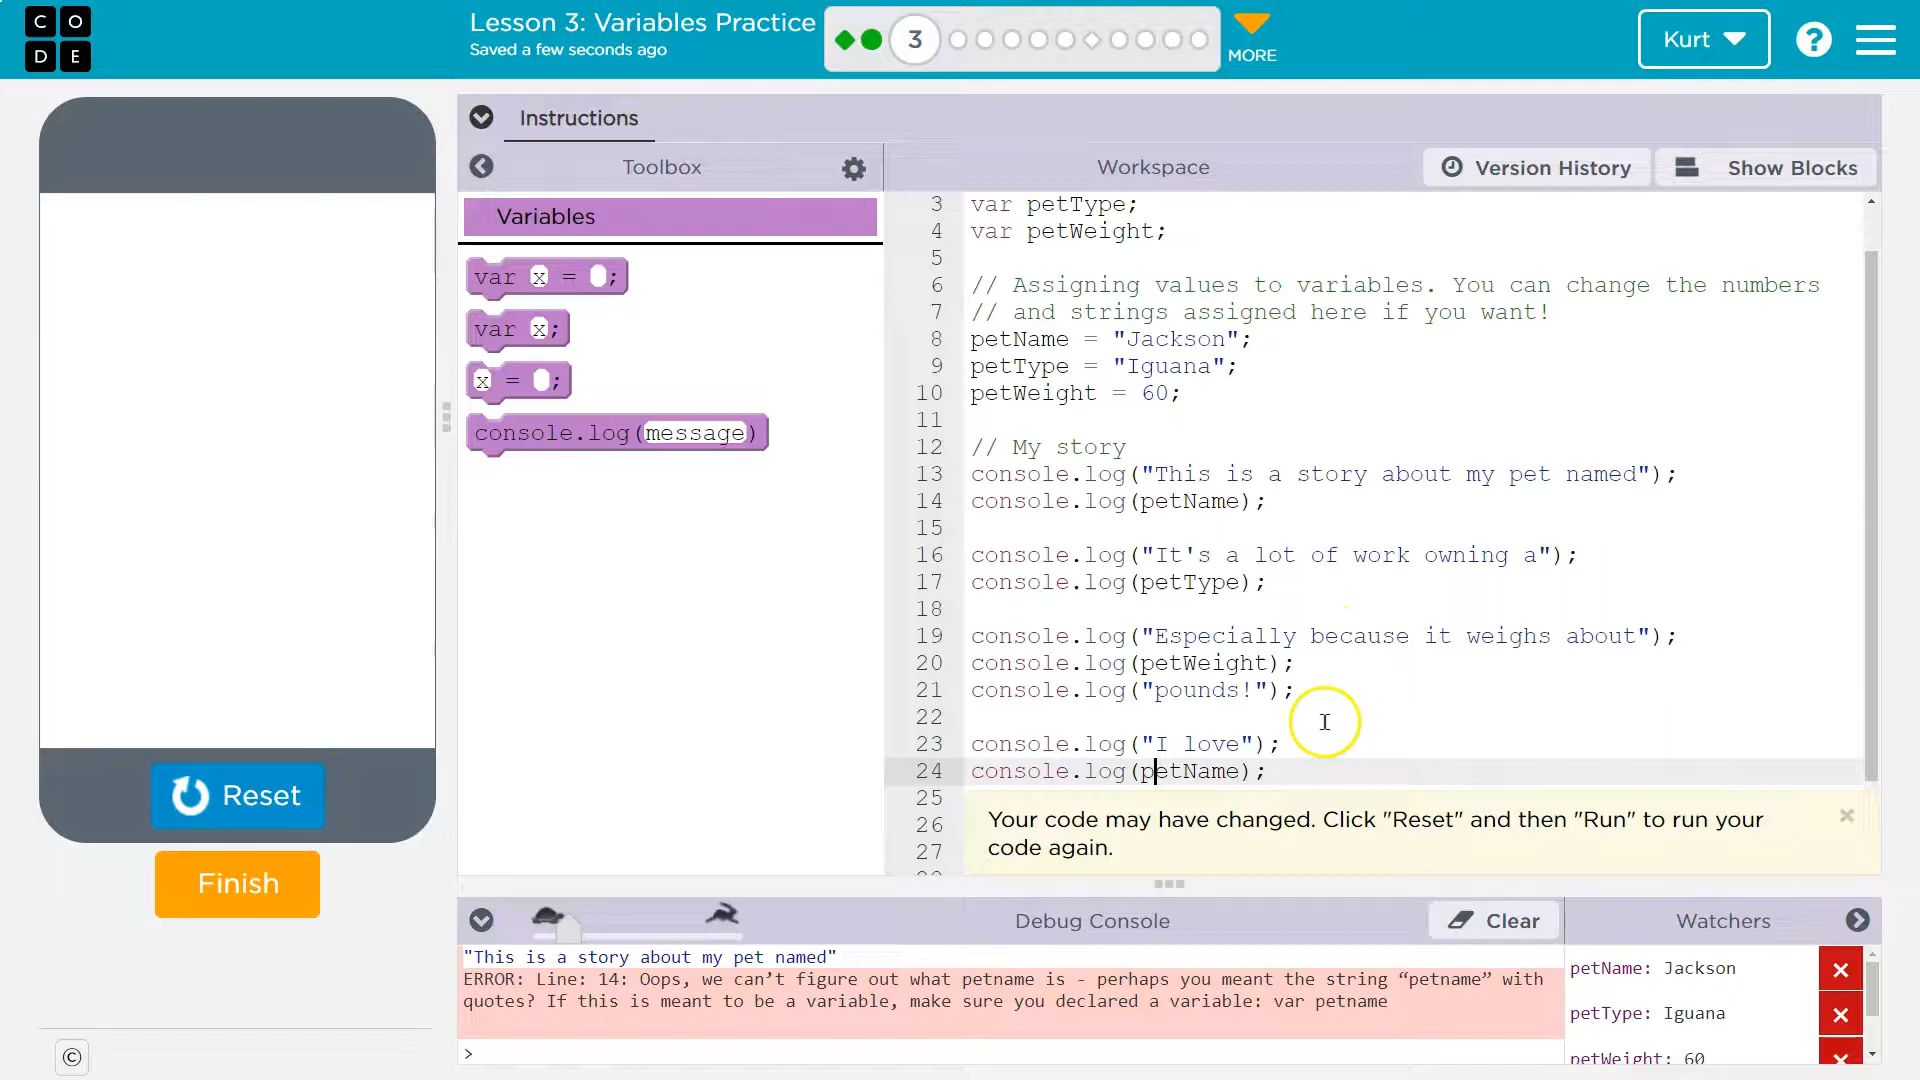 CO
DE
Lesson 3: Variables Practice
Saved a few seconds ago
3
MORE
Kurt
?
Instructions
Toolbox
Workspace
Version History
Show Blocks
Variables
var x = ;
var x;
x = ;
console.log(message)
3 var petType;
4 var petWeight;
5
6 // Assigning values to variables. You can change the numbers
7 // and strings assigned here if you want!
8 petName = "Jackson";
9 petType = "Iguana";
10 petWeight = 60;
11
12 // My story
13 console.log("This is a story about my pet named");
14 console.log(petName);
15
16 console.log("It's a lot of work owning a");
17 console.log(petType);
18
19 console.log("Especially because it weighs about");
20 console.log(petWeight);
21 console.log("pounds!");
22
23 console.log("I love");
24 console.log(petName);
25
26
27
Your code may have changed. Click "Reset" and then "Run" to run your
code again.
Reset
Finish
Debug Console
Clear
Watchers
"This is a story about my pet named"
ERROR: Line: 14: Oops, we can’t figure out what petname is - perhaps you meant the string “petname” with
quotes? If this is meant to be a variable, make sure you declared a variable: var petname
>
petName: Jackson
petType: Iguana
petWeight: 60
©